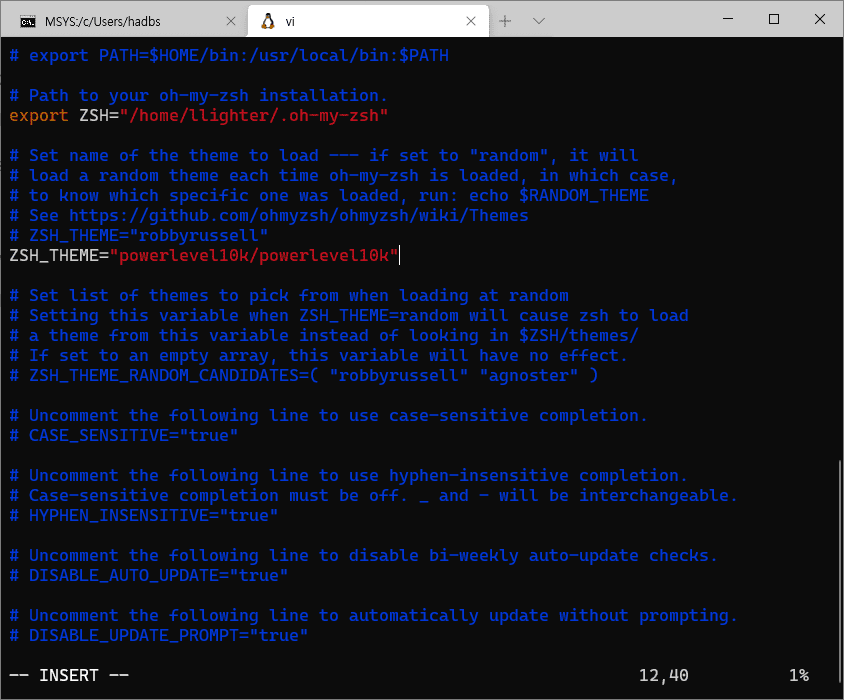 MSYS:/c/Users/hadbs
vi
# export PATH=$HOME/bin:/usr/local/bin:$PATH
# Path to your oh-my-zsh installation.
export ZSH="/home/llighter/.oh-my-zsh"
# Set name of the theme to load --- if set to "random", it will
# load a random theme each time oh-my-zsh is loaded, in which case,
# to know which specific one was loaded, run: echo $RANDOM_THEME
# See https://github.com/ohmyzsh/ohmyzsh/wiki/Themes
# ZSH_THEME="robbyrussell"
ZSH_THEME="powerlevel10k/powerlevel10k"
# Set list of themes to pick from when loading at random
# Setting this variable when ZSH_THEME=random will cause zsh to load
# a theme from this variable instead of looking in $ZSH/themes/
# If set to an empty array, this variable will have no effect.
# ZSH_THEME_RANDOM_CANDIDATES=( "robbyrussell" "agnoster" )
# Uncomment the following line to use case-sensitive completion.
# CASE_SENSITIVE="true"
# Uncomment the following line to use hyphen-insensitive completion.
# Case-sensitive completion must be off. _ and - will be interchangeable.
# HYPHEN_INSENSITIVE="true"
# Uncomment the following line to disable bi-weekly auto-update checks.
# DISABLE_AUTO_UPDATE="true"
# Uncomment the following line to automatically update without prompting.
# DISABLE_UPDATE_PROMPT="true"
-- INSERT -- 12,40 1%